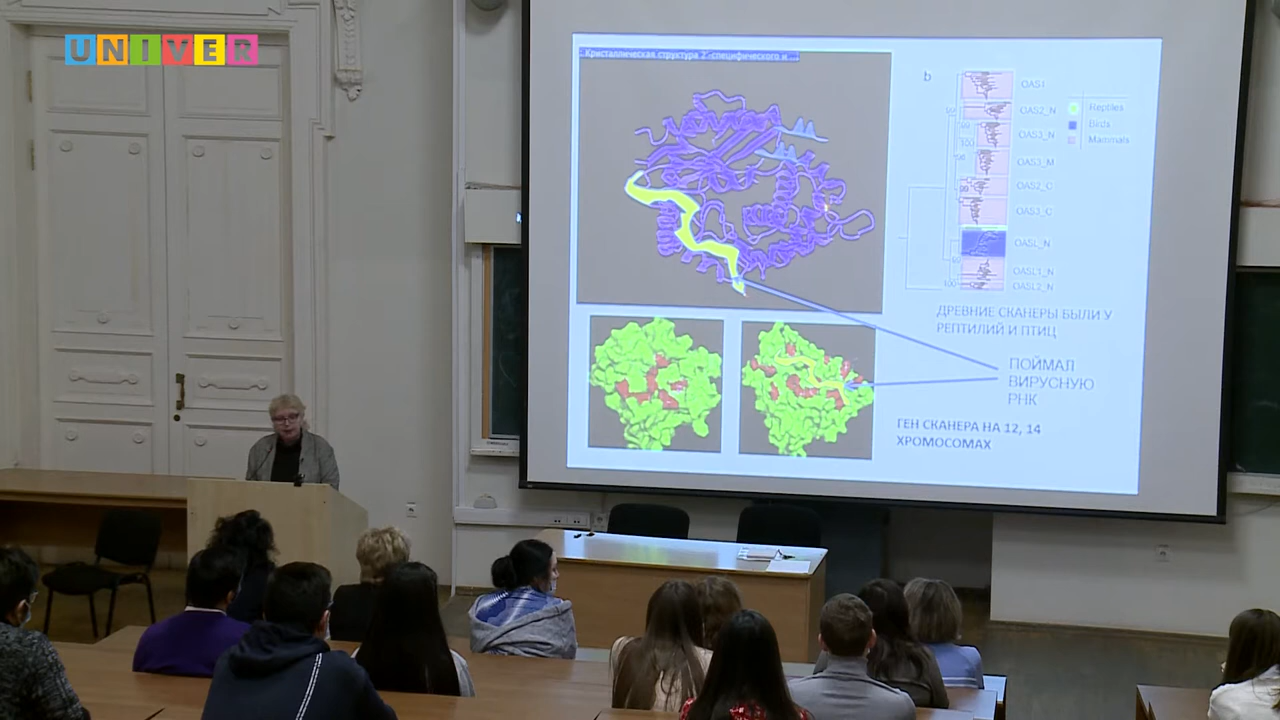 UNIVER
Кристаллическая структура 2'-специфического и
b
OAS1
OAS2_N
OAS3_N
OAS3_M
OAS2_C
OAS3_C
OASL_N
OASL1_N
OASL2_N
Reptiles
Birds
Mammals
ДРЕВНИЕ СКАНЕРЫ БЫЛИ У
РЕПТИЛИЙ И ПТИЦ
ПОЙМАЛ
ВИРУСНУЮ
РНК
ГЕН СКАНЕРА НА 12, 14
ХРОМОСОМАХ